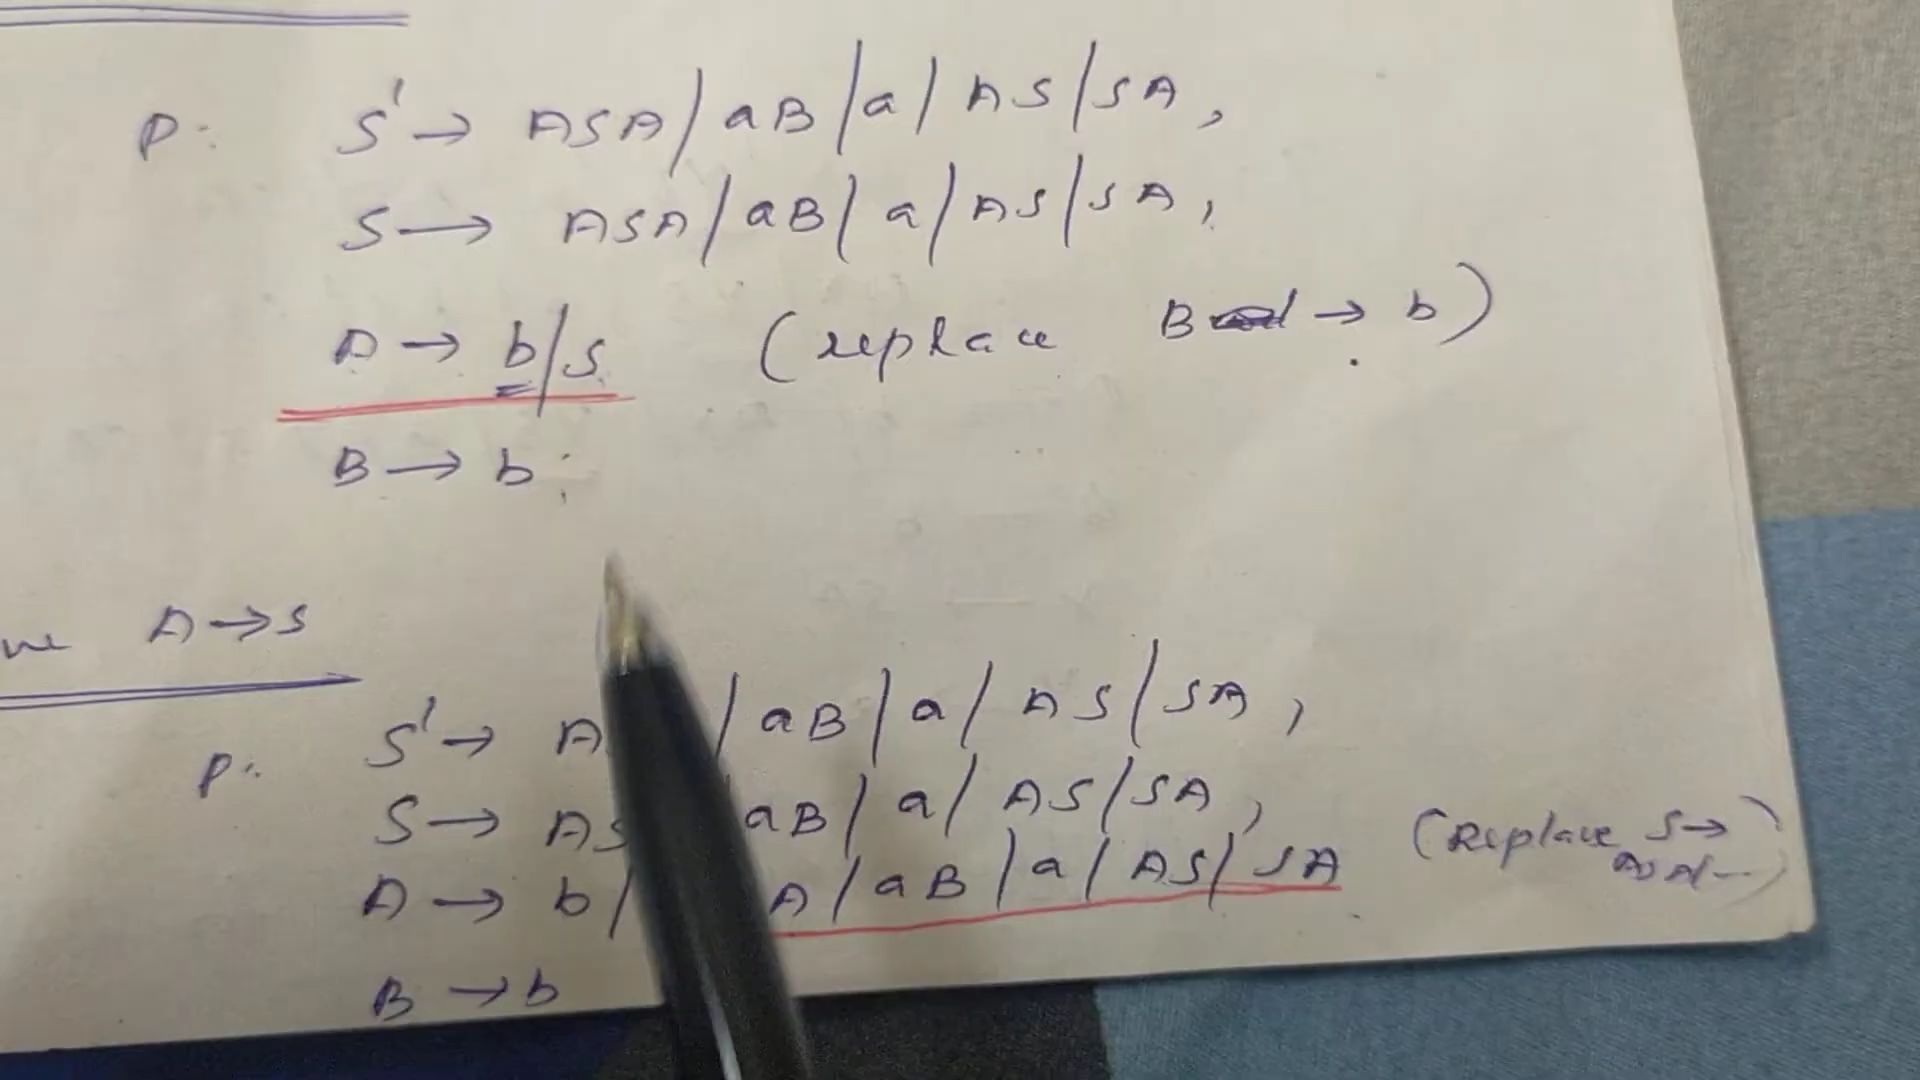 P: S' → ASA / aB / a / AS / SA ,
S → ASA / aB / a / AS / SA ,
A → b / S (replace B → b)
B → b
A → S
P: S' → A / aB / a / AS / SA ,
S → AS aB / a / AS / SA ,
A → b / A / aB / a / AS / SA (Replace S → ASA/--)
B → b